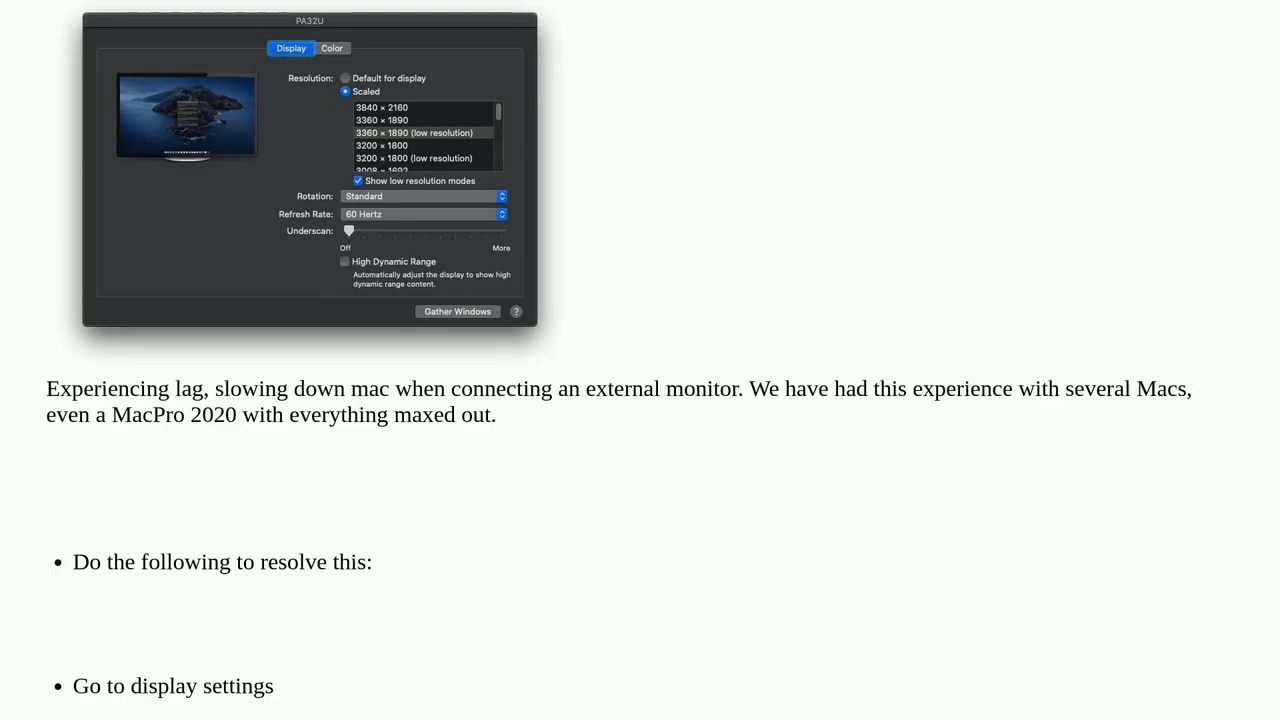 PA32U
Display Color
Resolution: Default for display
Scaled
3840 × 2160
3360 × 1890
3360 × 1890 (low resolution)
3200 × 1800
3200 × 1800 (low resolution)
3008 × 1692
Show low resolution modes
Rotation: Standard
Refresh Rate: 60 Hertz
Underscan:
Off More
High Dynamic Range
Automatically adjust the display to show high
dynamic range content.
Gather Windows ?
Experiencing lag, slowing down mac when connecting an external monitor. We have had this experience with several Macs,
even a MacPro 2020 with everything maxed out.
• Do the following to resolve this:
• Go to display settings